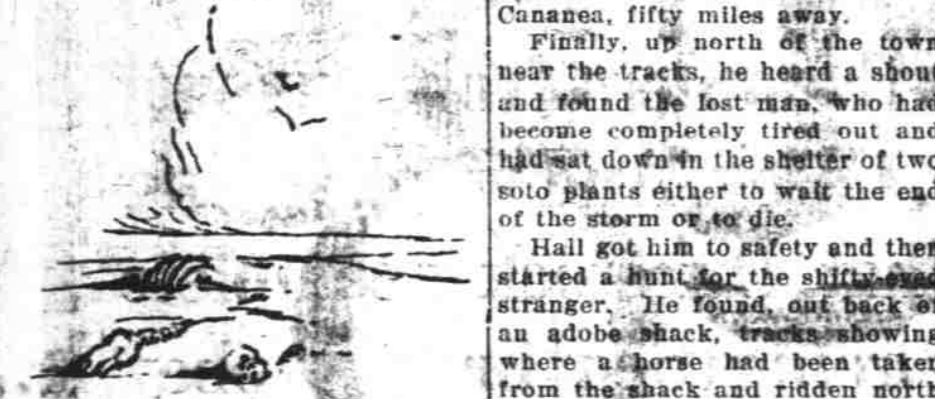 Cananea, fifty miles away.
Finally, up north of the town
near the tracks, he heard a shout
and found the lost man, who had
become completely tired out and
had sat down in the shelter of two
soto plants either to wait the end
of the storm or to die.
Hall got him to safety and then
started a hunt for the shifty-eyed
stranger. He found, out back of
an adobe shack, tracks showing
where a horse had been taken
from the shack and ridden north